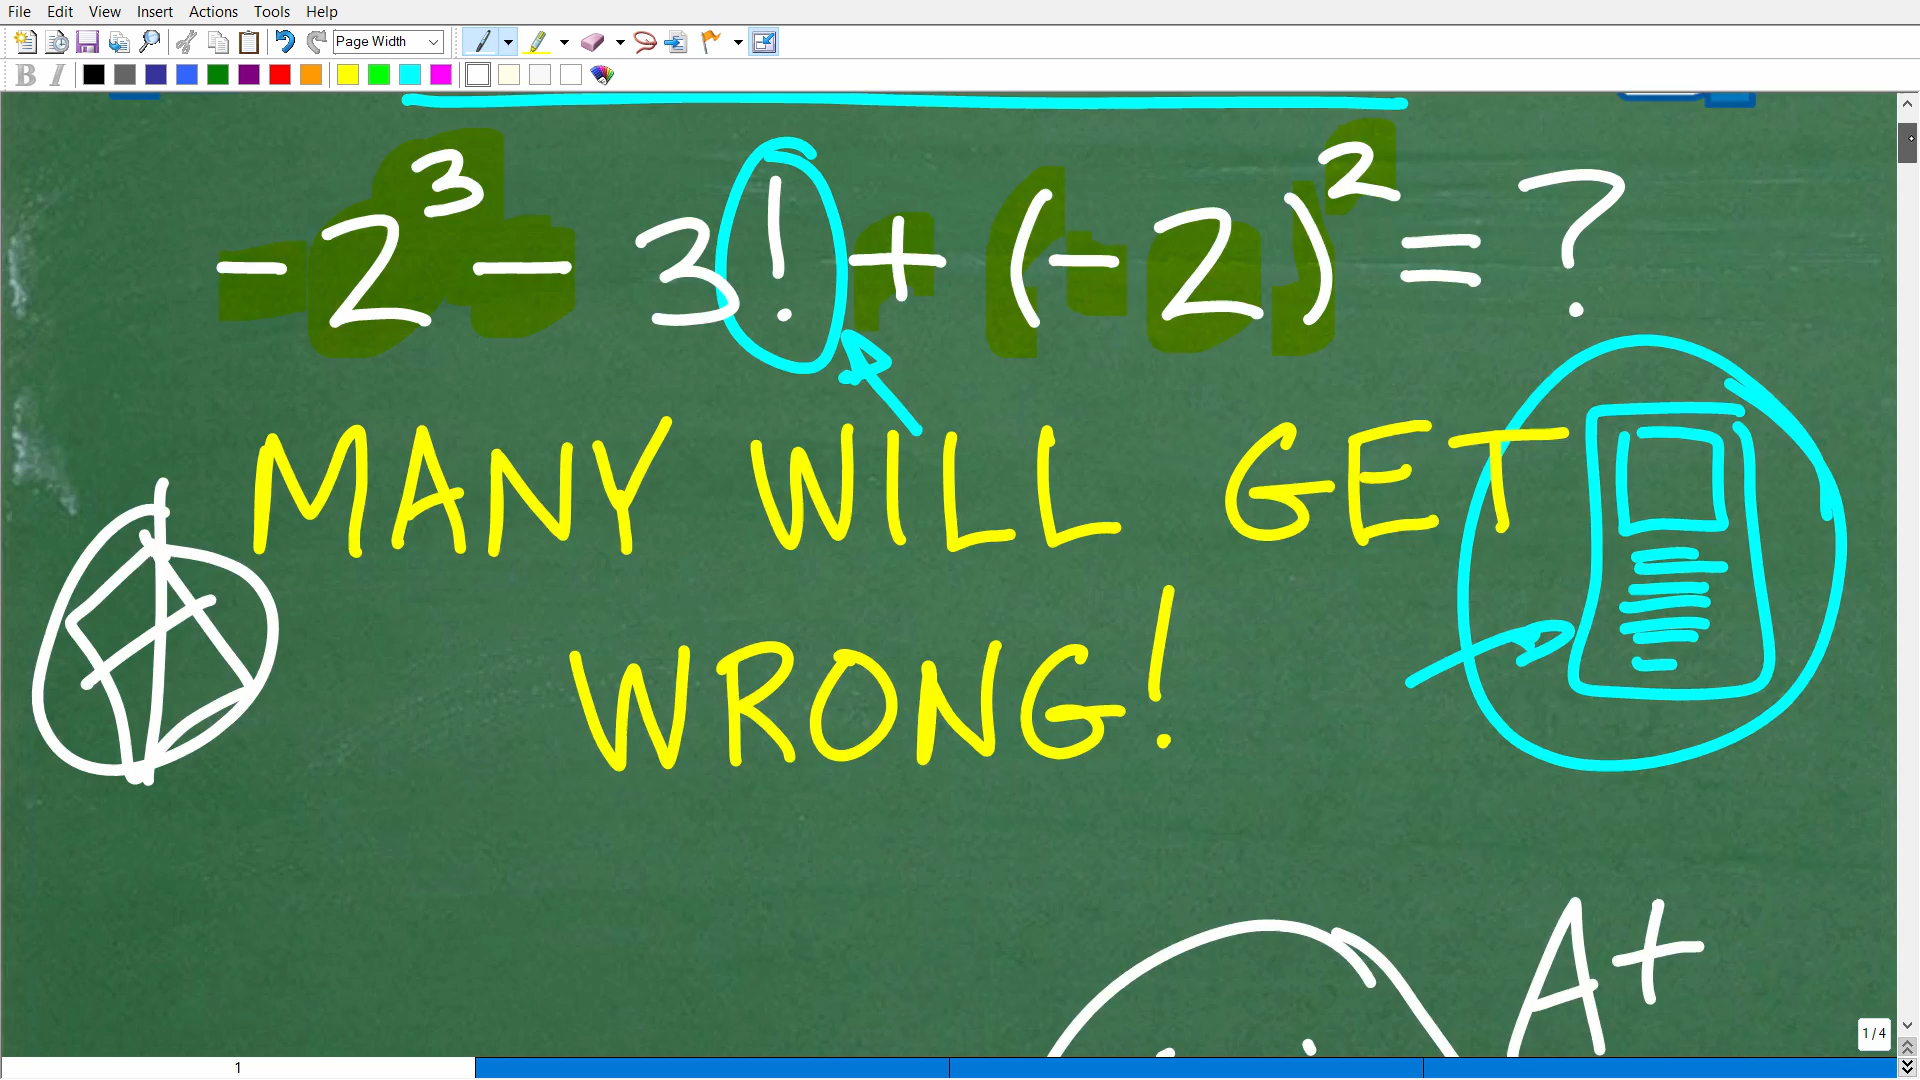 File Edit View Insert Actions Tools Help
Page Width
B I
-2³ - 3! + (-2)² = ?
MANY WILL GET
WRONG!
A+
1 / 4
1